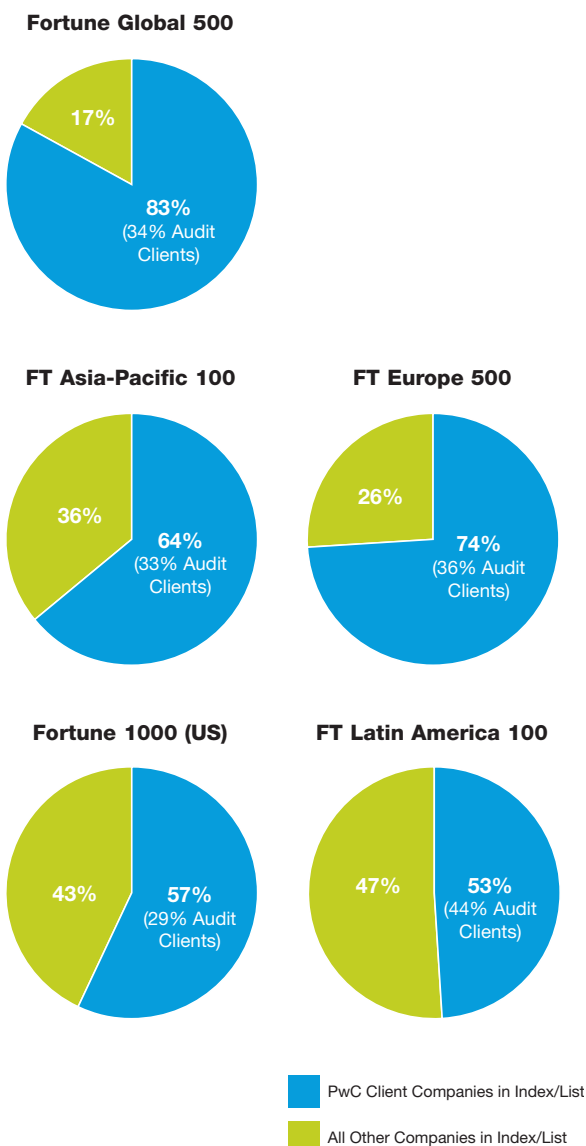 Fortune Global 500
17%
83%
(34% Audit
Clients)
FT Asia-Pacific 100
36%
64%
(33% Audit
Clients)
FT Europe 500
26%
74%
(36% Audit
Clients)
Fortune 1000 (US)
43%
57%
(29% Audit
Clients)
FT Latin America 100
47%
53%
(44% Audit
Clients)
PwC Client Companies in Index/List
All Other Companies in Index/List